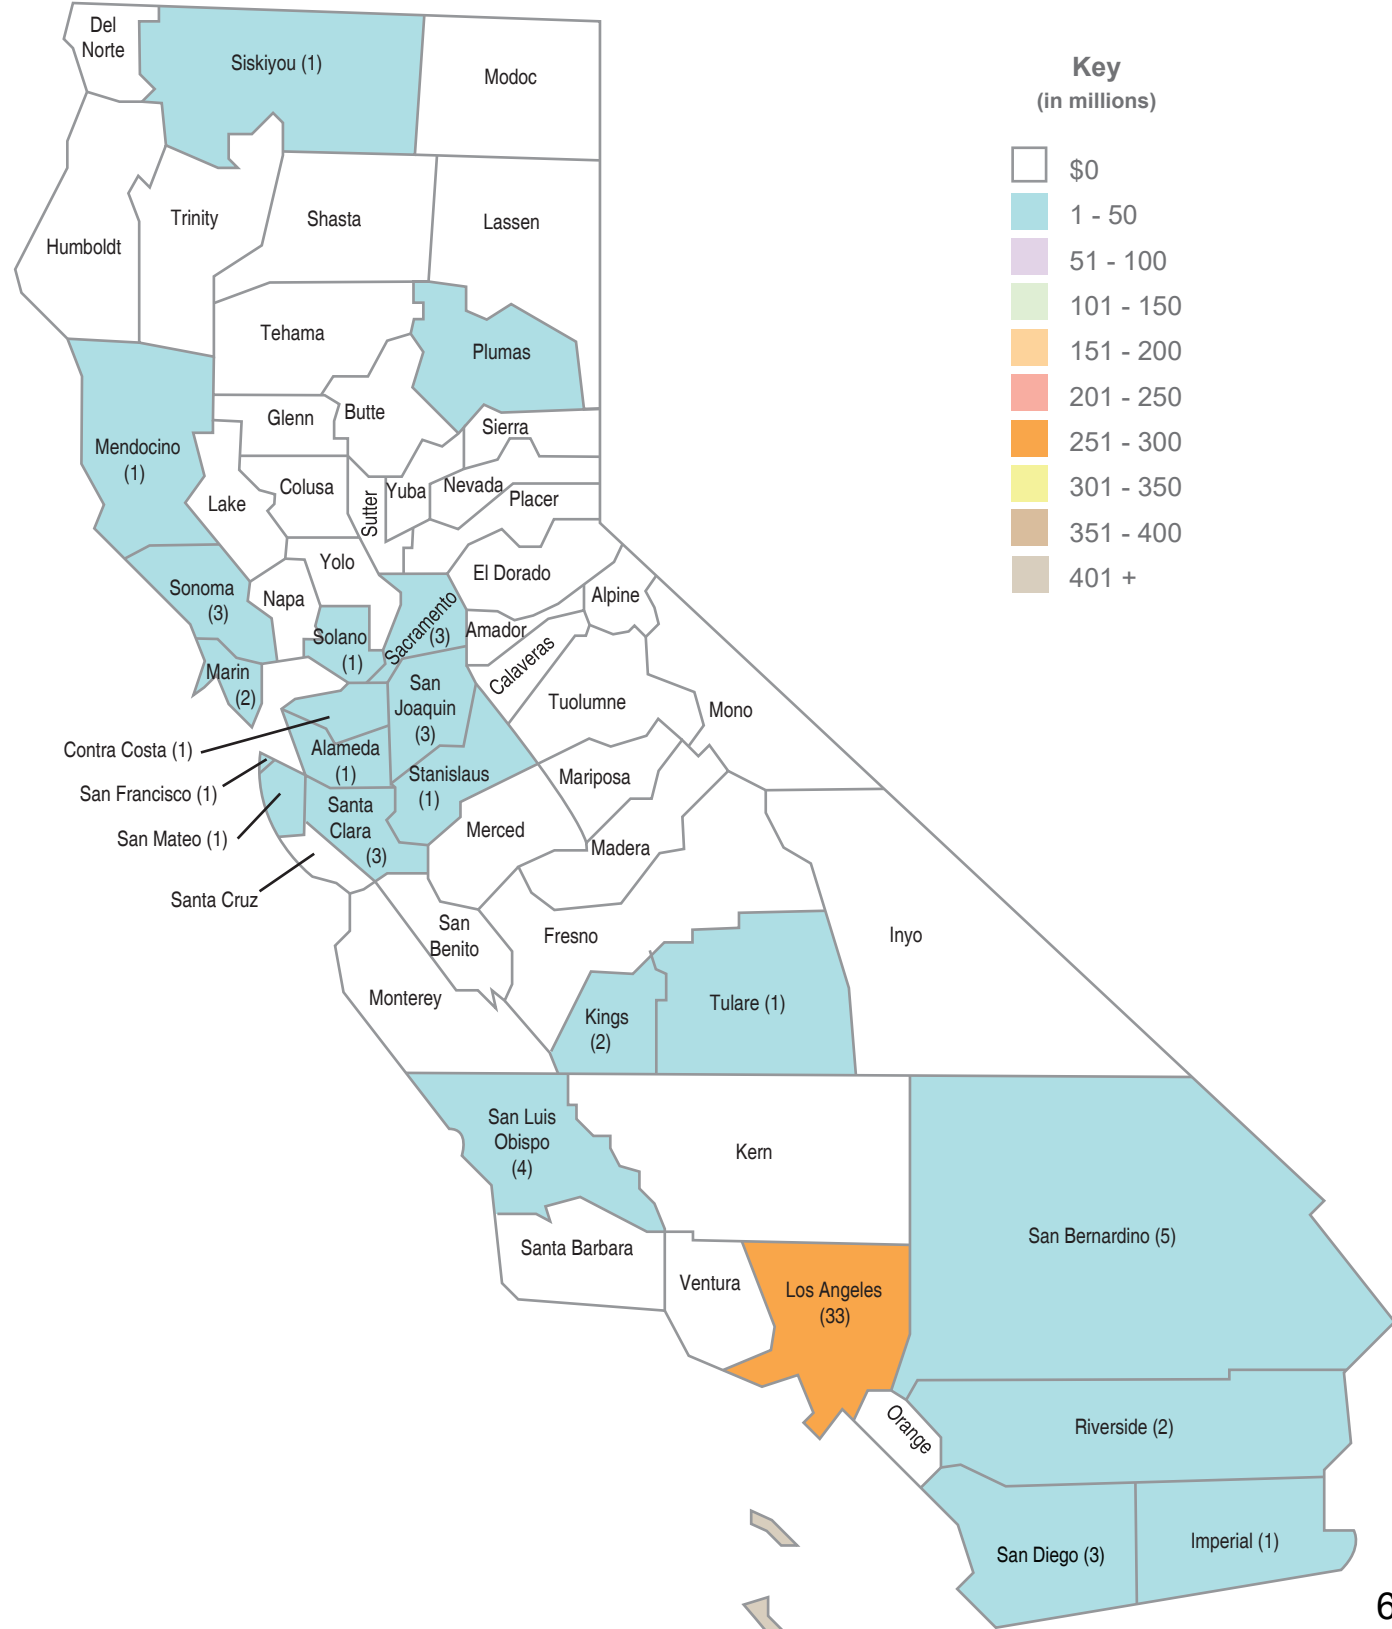 Del
Norte
Siskiyou (1)
Modoc
Key
(in millions)
$0
1 - 50
51 - 100
101 - 150
151 - 200
201 - 250
251 - 300
301 - 350
351 - 400
401 +
Humboldt
Trinity
Shasta
Lassen
Tehama
Plumas
Glenn
Butte
Sierra
Mendocino
(1)
Lake
Colusa
Sutter
Yuba
Nevada
Placer
Yolo
El Dorado
Sonoma
(3)
Napa
Solano
(1)
Sacramento
(3)
Amador
Alpine
Calaveras
Marin
(2)
San
Joaquin
(3)
Tuolumne
Mono
Contra Costa (1)
Alameda
(1)
Stanislaus
(1)
Mariposa
San Francisco (1)
San Mateo (1)
Santa
Clara
(3)
Merced
Madera
Santa Cruz
San
Benito
Fresno
Inyo
Monterey
Kings
(2)
Tulare (1)
San Luis
Obispo
(4)
Kern
Santa Barbara
Ventura
Los Angeles
(33)
San Bernardino (5)
Orange
Riverside (2)
San Diego (3)
Imperial (1)
6